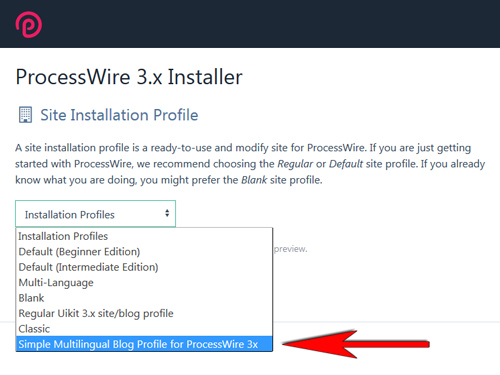 ProcessWire 3.x Installer
Site Installation Profile
A site installation profile is a ready-to-use and modify site for ProcessWire. If you are just getting
started with ProcessWire, we recommend choosing the Regular or Default site profile. If you already
know what you are doing, you might prefer the Blank site profile.
Installation Profiles
Installation Profiles
Default (Beginner Edition)
preview.
Default (Intermediate Edition)
Multi-Language
Blank
Regular Uikit 3.x site/blog profile
Classic
Simple Multilingual Blog Profile for ProcessWire 3x